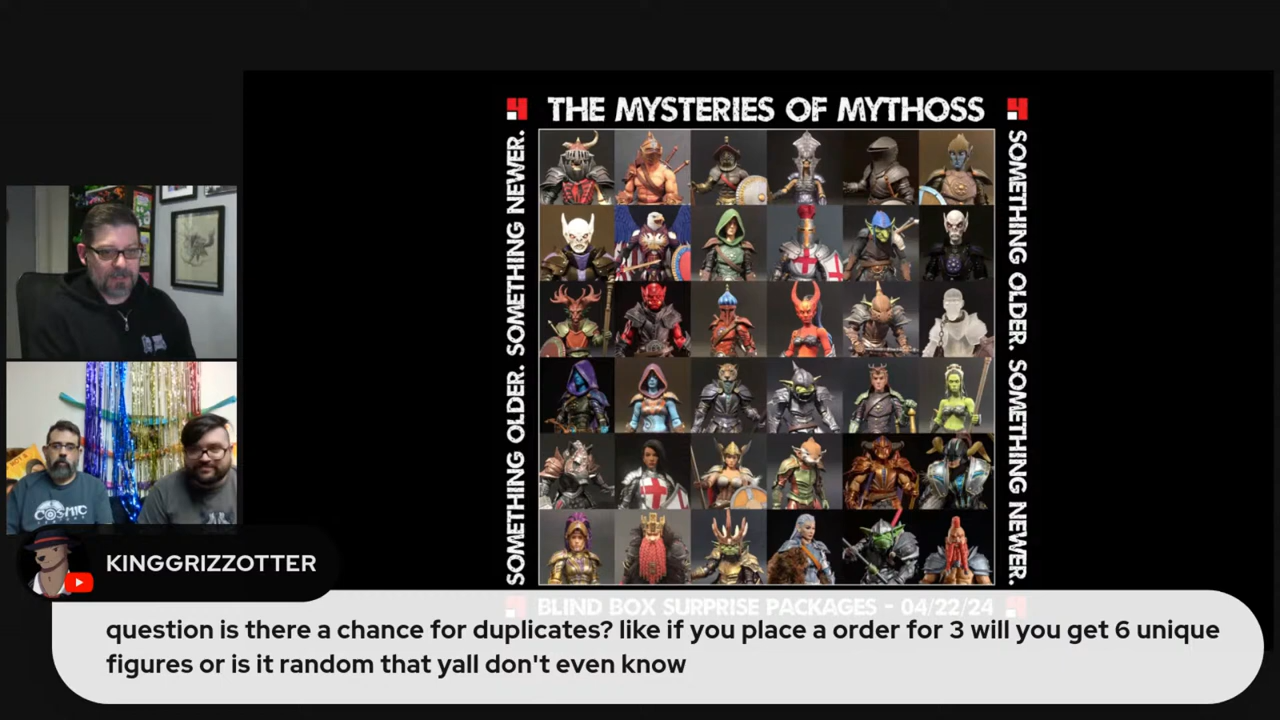 THE MYSTERIES OF MYTHOSS
SOMETHING OLDER. SOMETHING NEWER.
SOMETHING OLDER. SOMETHING NEWER.
COSMIC
KINGGRIZZOTTER
BLIND BOX SURPRISE PACKAGES - 04/22/24
question is there a chance for duplicates? like if you place a order for 3 will you get 6 unique
figures or is it random that yall don't even know